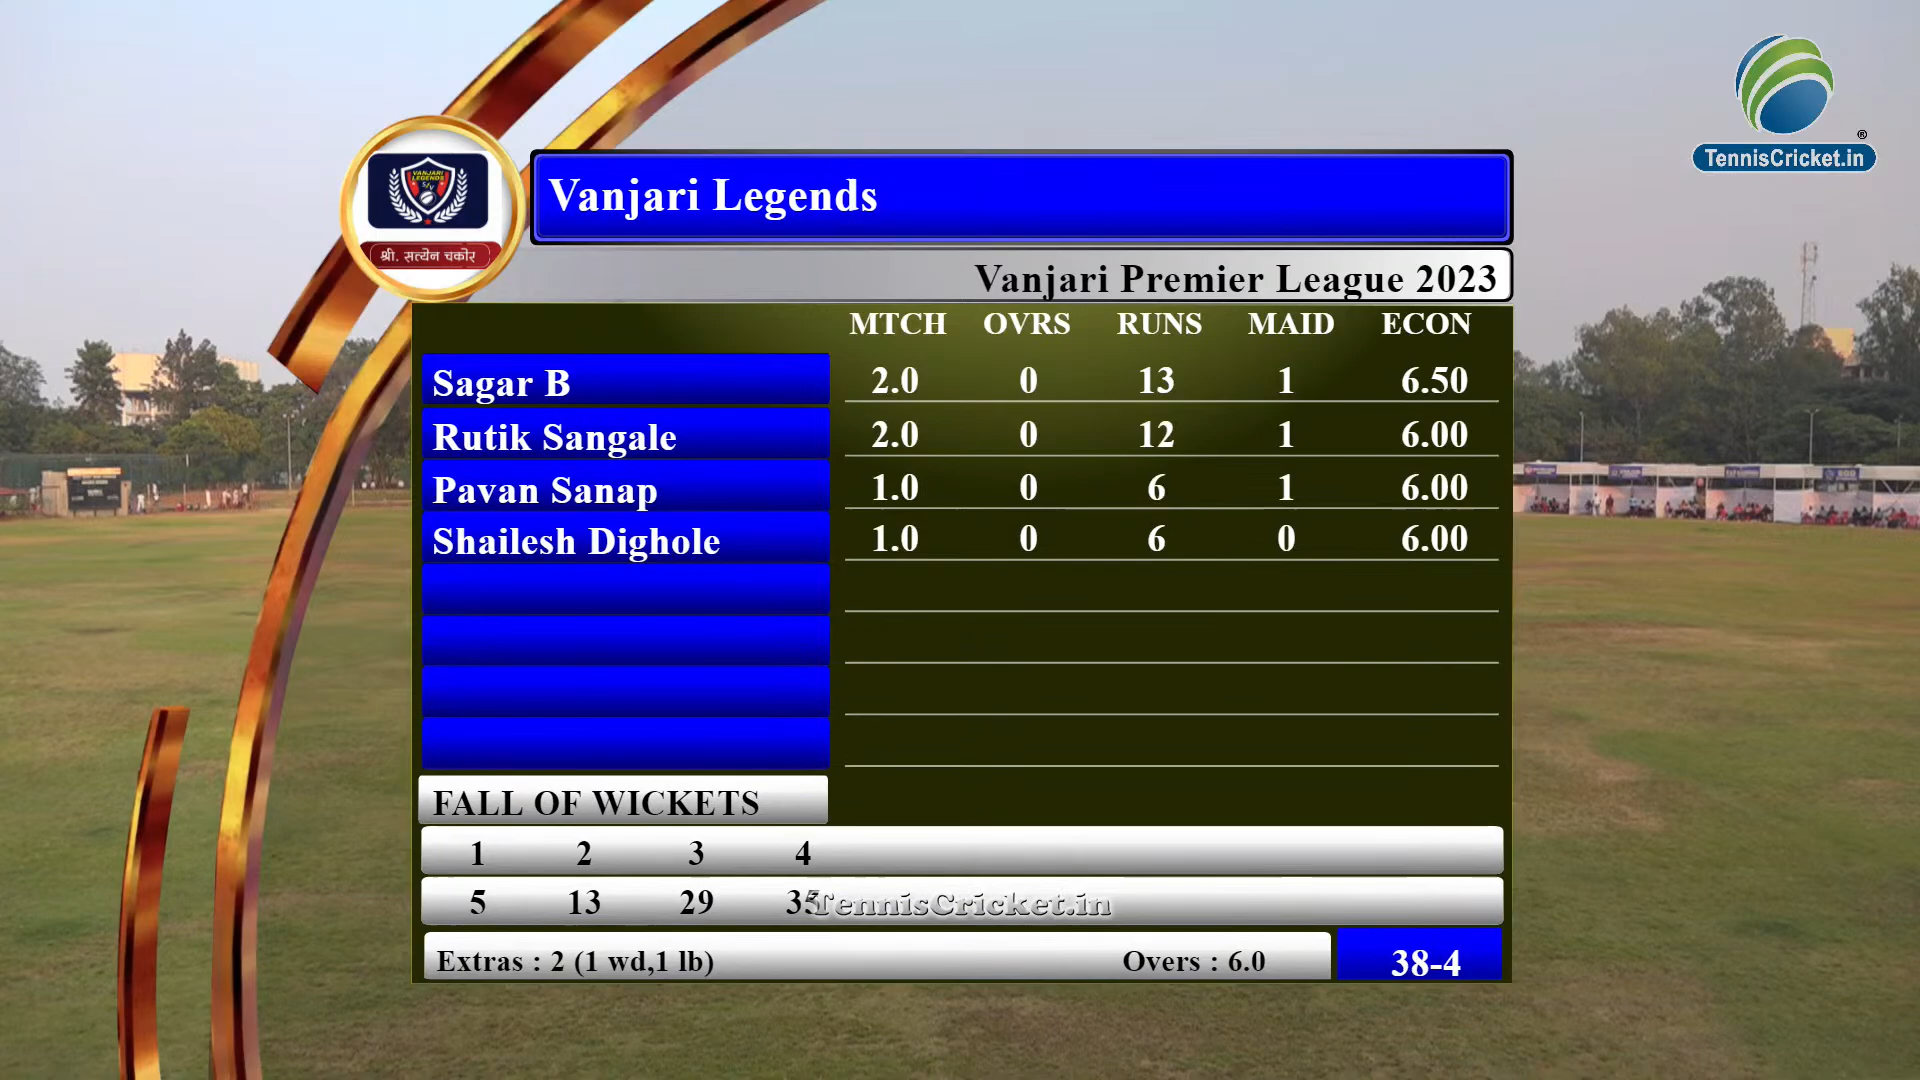 TennisCricket.in
®
VANJARI
LEGENDS
श्री. सत्येन चकोर
Vanjari Legends
Vanjari Premier League 2023
MTCH OVRS RUNS MAID ECON
Sagar B 2.0 0 13 1 6.50
Rutik Sangale 2.0 0 12 1 6.00
Pavan Sanap 1.0 0 6 1 6.00
Shailesh Dighole 1.0 0 6 0 6.00
FALL OF WICKETS
1 2 3 4
5 13 29 35
TennisCricket.in
Extras : 2 (1 wd,1 lb) Overs : 6.0 38-4